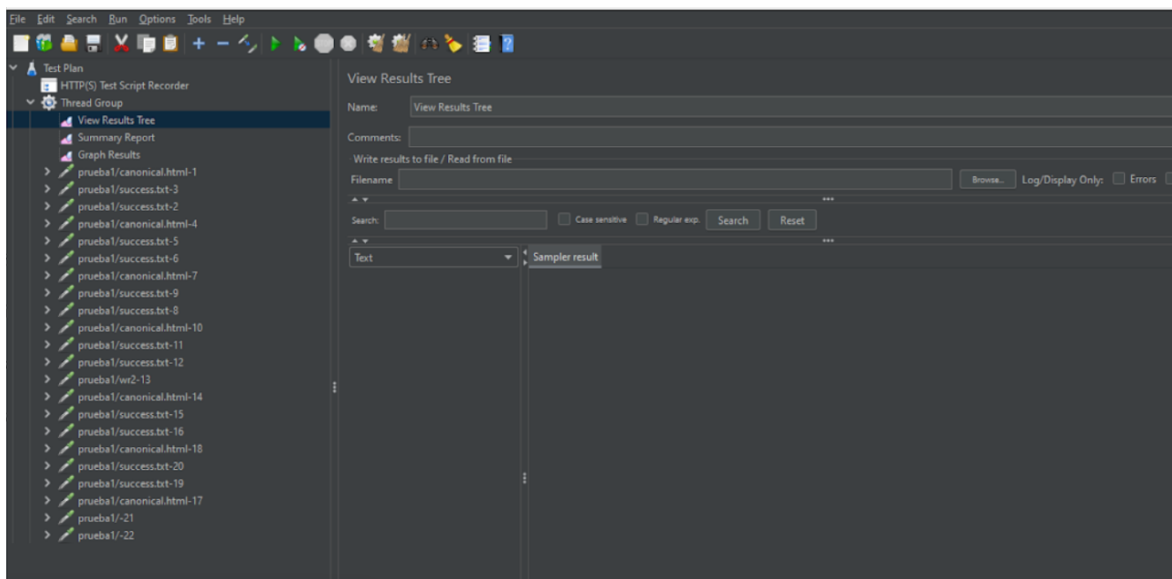 File Edit Search Run Options Tools Help
Test Plan
HTTP(S) Test Script Recorder
Thread Group
View Results Tree
Summary Report
Graph Results
prueba1/canonical.html-1
prueba1/success.txt-3
prueba1/success.txt-2
prueba1/canonical.html-4
prueba1/success.txt-5
prueba1/success.txt-6
prueba1/canonical.html-7
prueba1/success.txt-9
prueba1/success.txt-8
prueba1/canonical.html-10
prueba1/success.txt-11
prueba1/success.txt-12
prueba1/wr2-13
prueba1/canonical.html-14
prueba1/success.txt-15
prueba1/success.txt-16
prueba1/canonical.html-18
prueba1/success.txt-20
prueba1/success.txt-19
prueba1/canonical.html-17
prueba1/-21
prueba1/-22
View Results Tree
Name: View Results Tree
Comments:
Write results to file / Read from file
Filename Browse... Log/Display Only: Errors
Search: Case sensitive Regular exp. Search Reset
Text Sampler result